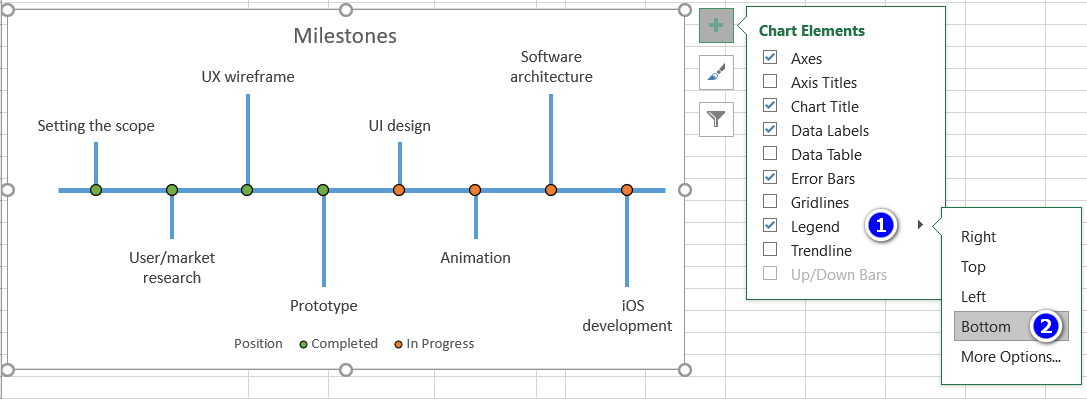 Milestones
Software
architecture
UX wireframe
Setting the scope
UI design
User/market
research
Animation
Prototype
iOS
development
Position Completed In Progress
Chart Elements
Axes
Axis Titles
Chart Title
Data Labels
Data Table
Error Bars
Gridlines
Legend 1
Trendline
Up/Down Bars
Right
Top
Left
Bottom 2
More Options...